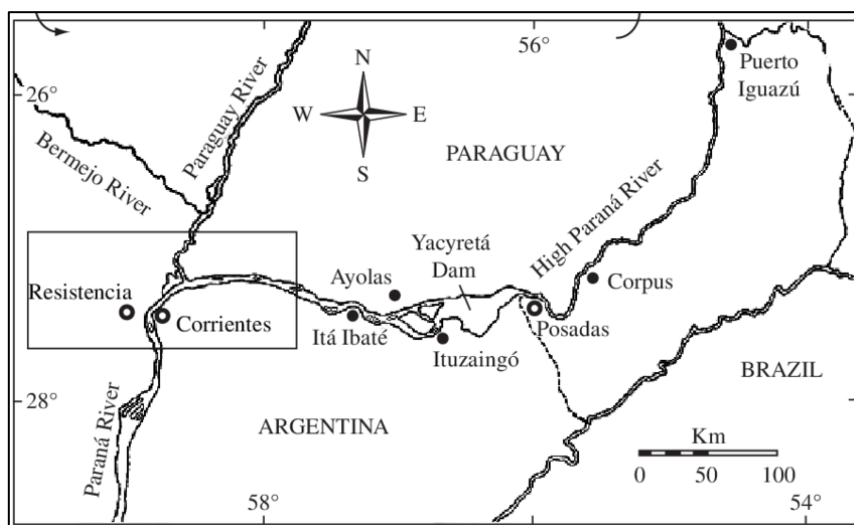 56°
Puerto
Iguazú
26°
N
W E
S
Paraguay River
Bermejo River
PARAGUAY
High Paraná River
Yacyretá
Dam
Ayolas
Corpus
Resistencia
Corrientes
Itá Ibaté
Posadas
Ituzaingó
BRAZIL
28°
Paraná River
ARGENTINA
Km
0 50 100
58°
54°